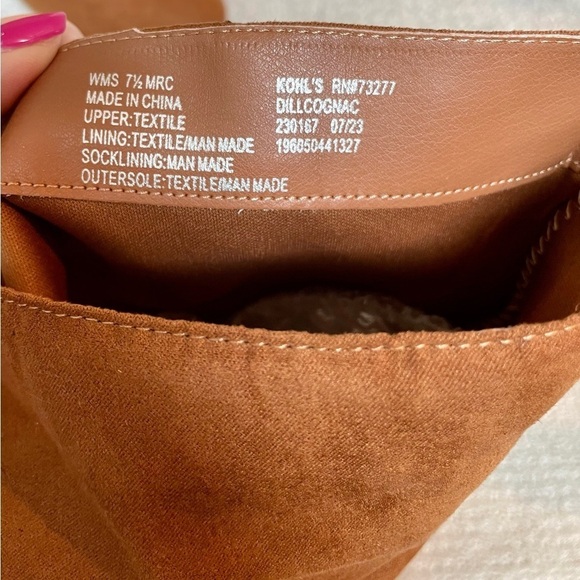 WMS 7½ MRC
MADE IN CHINA
UPPER:TEXTILE
LINING:TEXTILE/MAN MADE
SOCKLINING:MAN MADE
OUTERSOLE:TEXTILE/MAN MADE
KOHL'S RN#73277
DILLCOGNAC
230167 07/23
196050441327